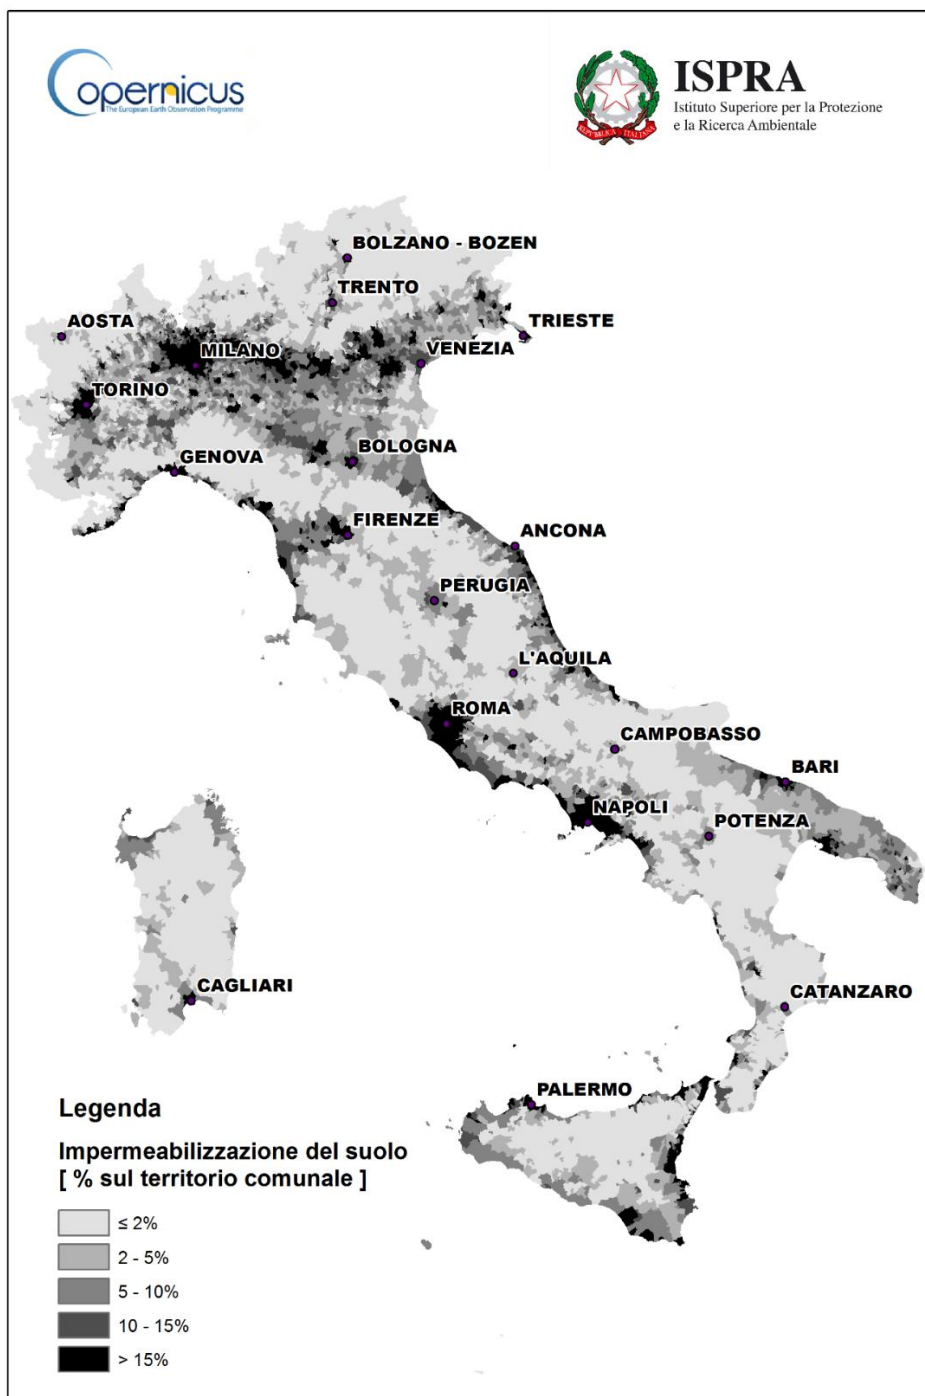 Copernicus
The European Earth Observation Programme
ISPRA
Istituto Superiore per la Protezione
e la Ricerca Ambientale
REPVBBLICA ITALIANA
BOLZANO - BOZEN
TRENTO
AOSTA
TRIESTE
MILANO
VENEZIA
TORINO
BOLOGNA
GENOVA
FIRENZE
ANCONA
PERUGIA
L'AQUILA
ROMA
CAMPOBASSO
BARI
NAPOLI
POTENZA
CAGLIARI
CATANZARO
PALERMO
Legenda
Impermeabilizzazione del suolo
[ % sul territorio comunale ]
≤ 2%
2 - 5%
5 - 10%
10 - 15%
> 15%